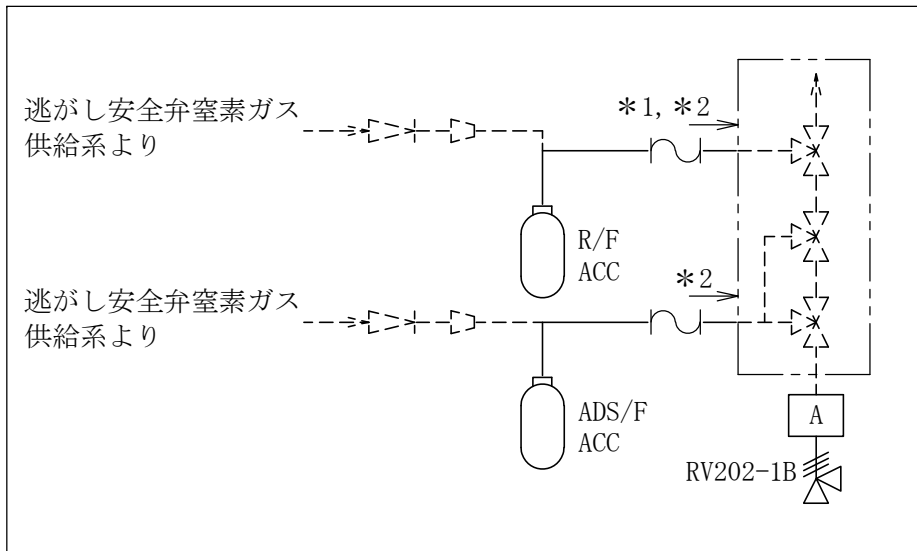 逃がし安全弁窒素ガス
供給系より
*1, *2
R/F
ACC
逃がし安全弁窒素ガス
供給系より
*2
ADS/F
ACC
A
RV202-1B